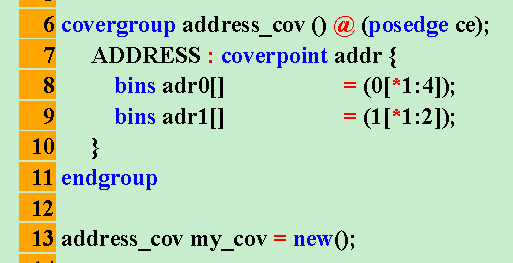 6 covergroup address_cov () @ (posedge ce);
7 ADDRESS : coverpoint addr {
8 bins adr0[] = (0[*1:4]);
9 bins adr1[] = (1[*1:2]);
10 }
11 endgroup
12
13 address_cov my_cov = new();